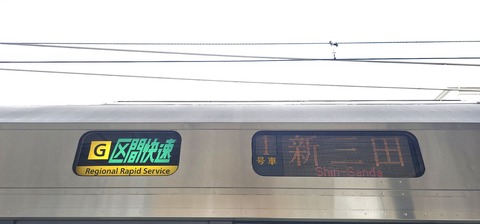 G 区間快速
Regional Rapid Service
1号車 新三田
Shin-Sanda